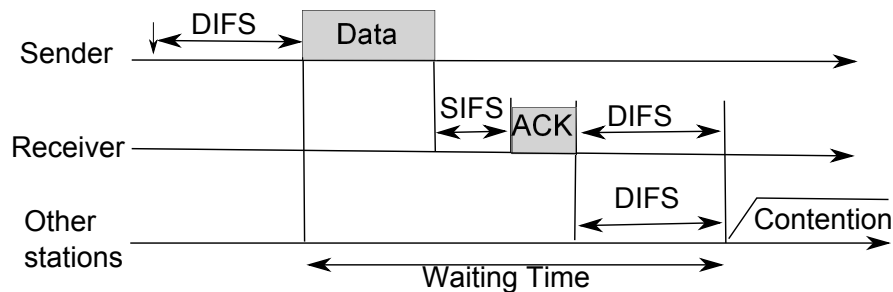 DIFS
Data
Sender
SIFS
ACK
DIFS
Receiver
DIFS
Other
stations
Contention
Waiting Time